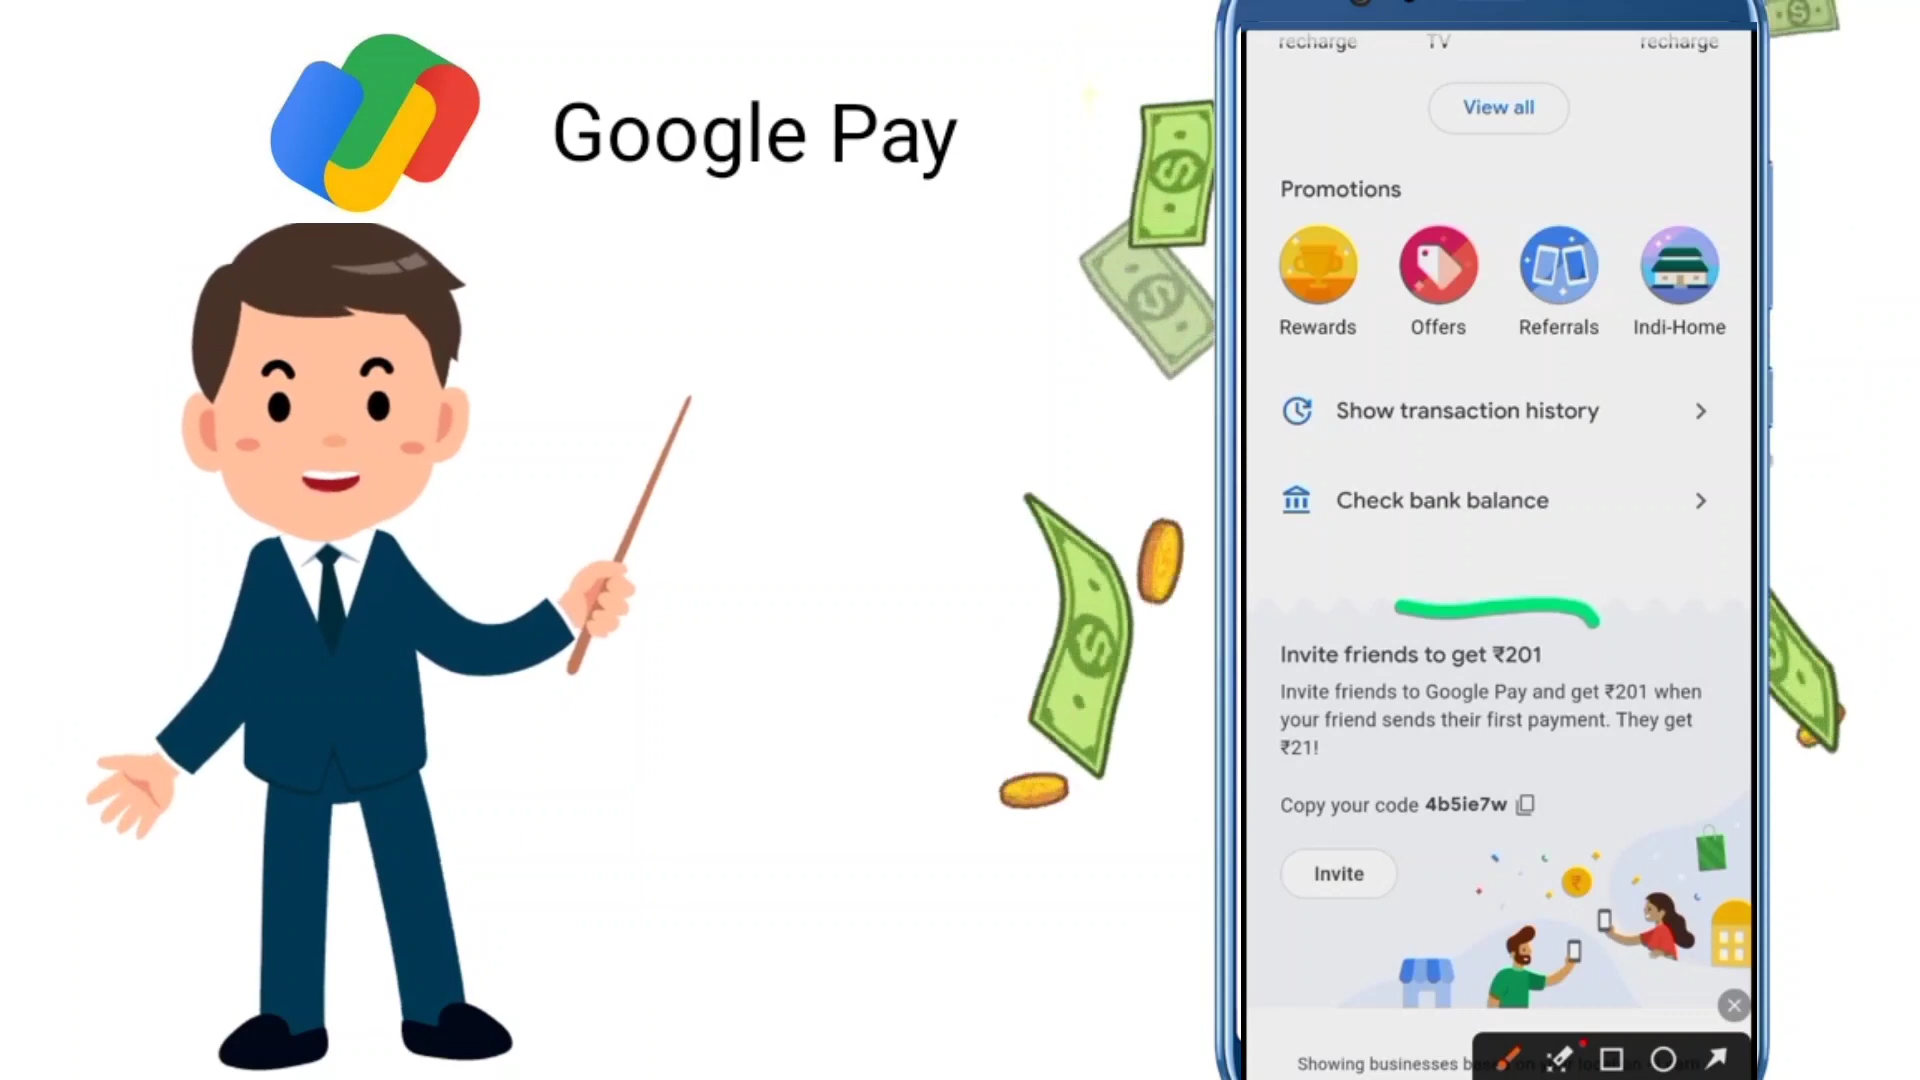 Google Pay
recharge TV recharge
View all
Promotions
Rewards Offers Referrals Indi-Home
Show transaction history
Check bank balance
Invite friends to get ₹201
Invite friends to Google Pay and get ₹201 when
your friend sends their first payment. They get
₹21!
Copy your code 4b5ie7w
Invite
Showing businesses